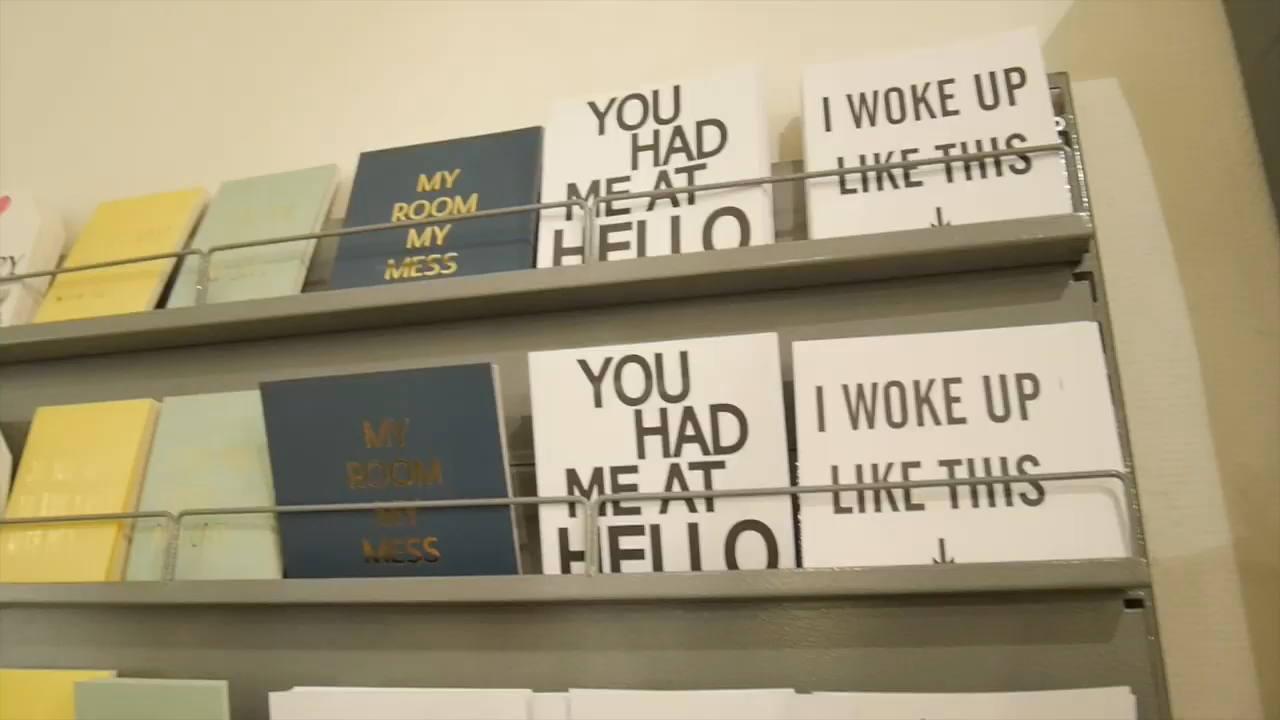 MY
ROOM
MY
MESS
YOU
HAD
ME AT
HELLO
I WOKE UP
LIKE THIS
MY
ROOM
MY
MESS
YOU
HAD
ME AT
HELLO
I WOKE UP
LIKE THIS